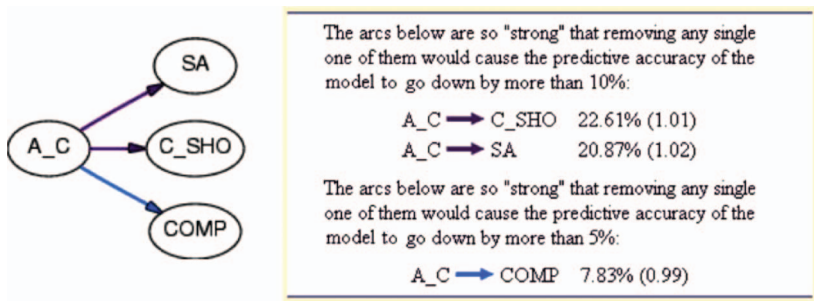 SA
A_C
C_SHO
COMP
The arcs below are so "strong" that removing any single
one of them would cause the predictive accuracy of the
model to go down by more than 10%:
A_C C_SHO 22.61% (1.01)
A_C SA 20.87% (1.02)
The arcs below are so "strong" that removing any single
one of them would cause the predictive accuracy of the
model to go down by more than 5%:
A_C COMP 7.83% (0.99)